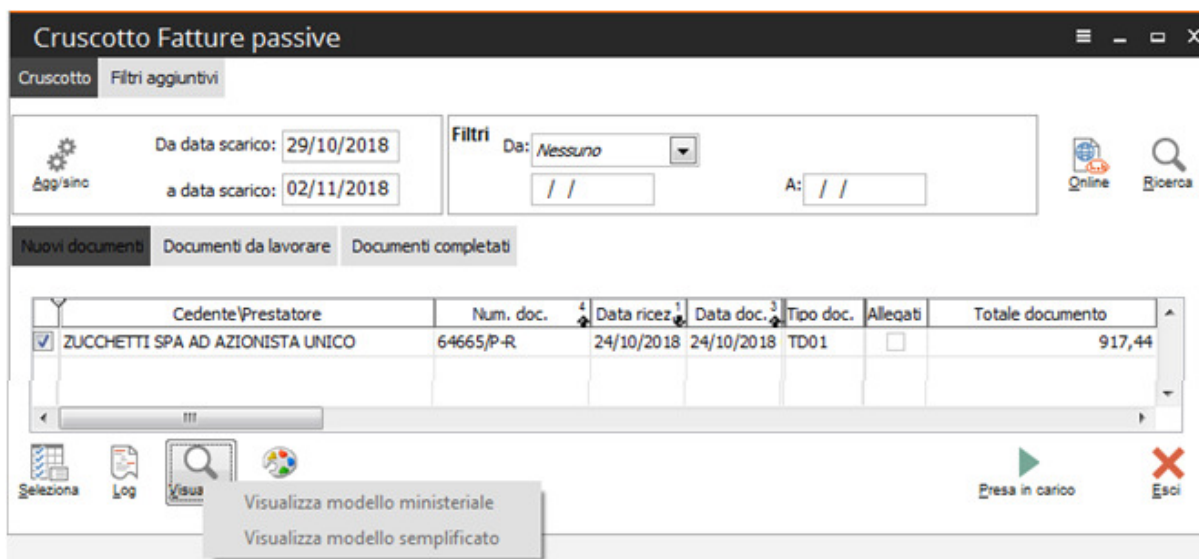 Cruscotto Fatture passive
Cruscotto Filtri aggiuntivi
Da data scarico: 29/10/2018
a data scarico: 02/11/2018
Agg/sinc
Filtri Da: Nessuno
/ / A: / /
Online Ricerca
Nuovi documenti Documenti da lavorare Documenti completati
Cedente\Prestatore Num. doc. 4 Data ricez 1 Data doc. 3 Tipo doc. Allegati Totale documento
ZUCCHETTI SPA AD AZIONISTA UNICO 64665/P-R 24/10/2018 24/10/2018 TD01 917,44
Seleziona Log Visua Presa in carico Esci
Visualizza modello ministeriale
Visualizza modello semplificato